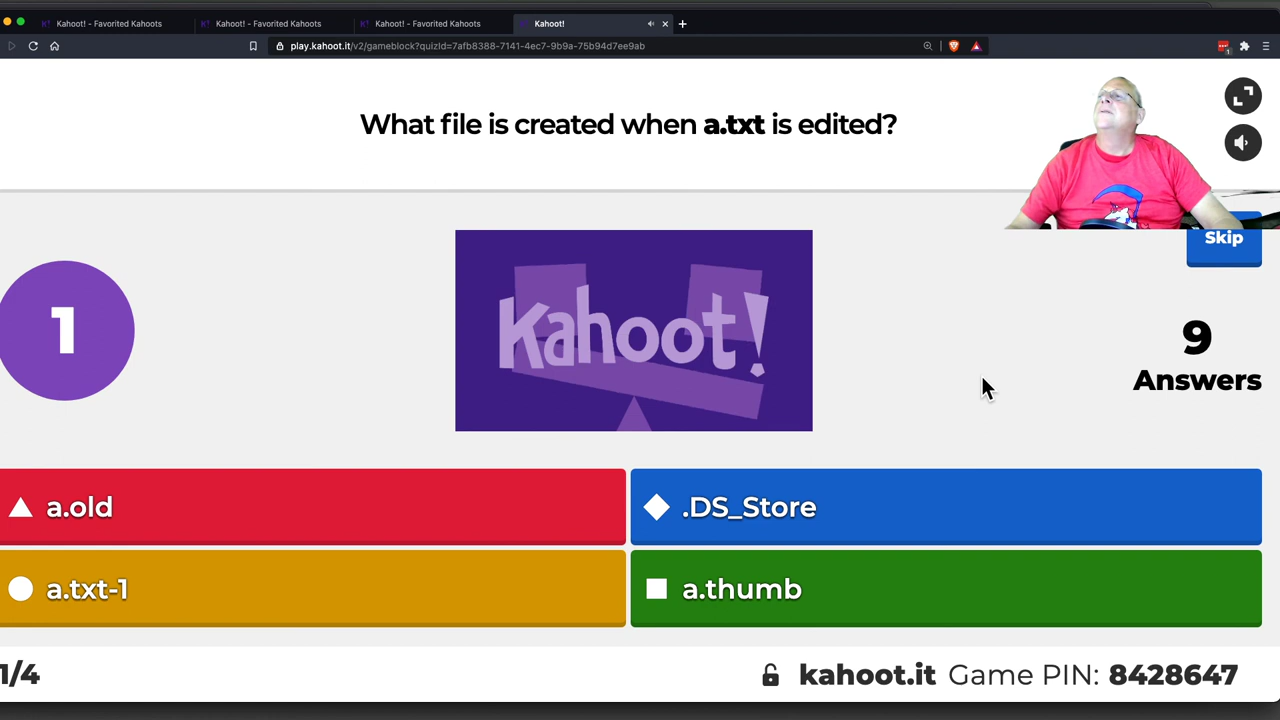 Kahoot! - Favorited Kahoots
Kahoot! - Favorited Kahoots
Kahoot! - Favorited Kahoots
Kahoot!
play.kahoot.it/v2/gameblock?quizId=7afb8388-7141-4ec7-9b9a-75b94d7ee9ab
What file is created when a.txt is edited?
Skip
1
Kahoot!
9
Answers
a.old
.DS_Store
a.txt-1
a.thumb
1/4
kahoot.it Game PIN: 8428647